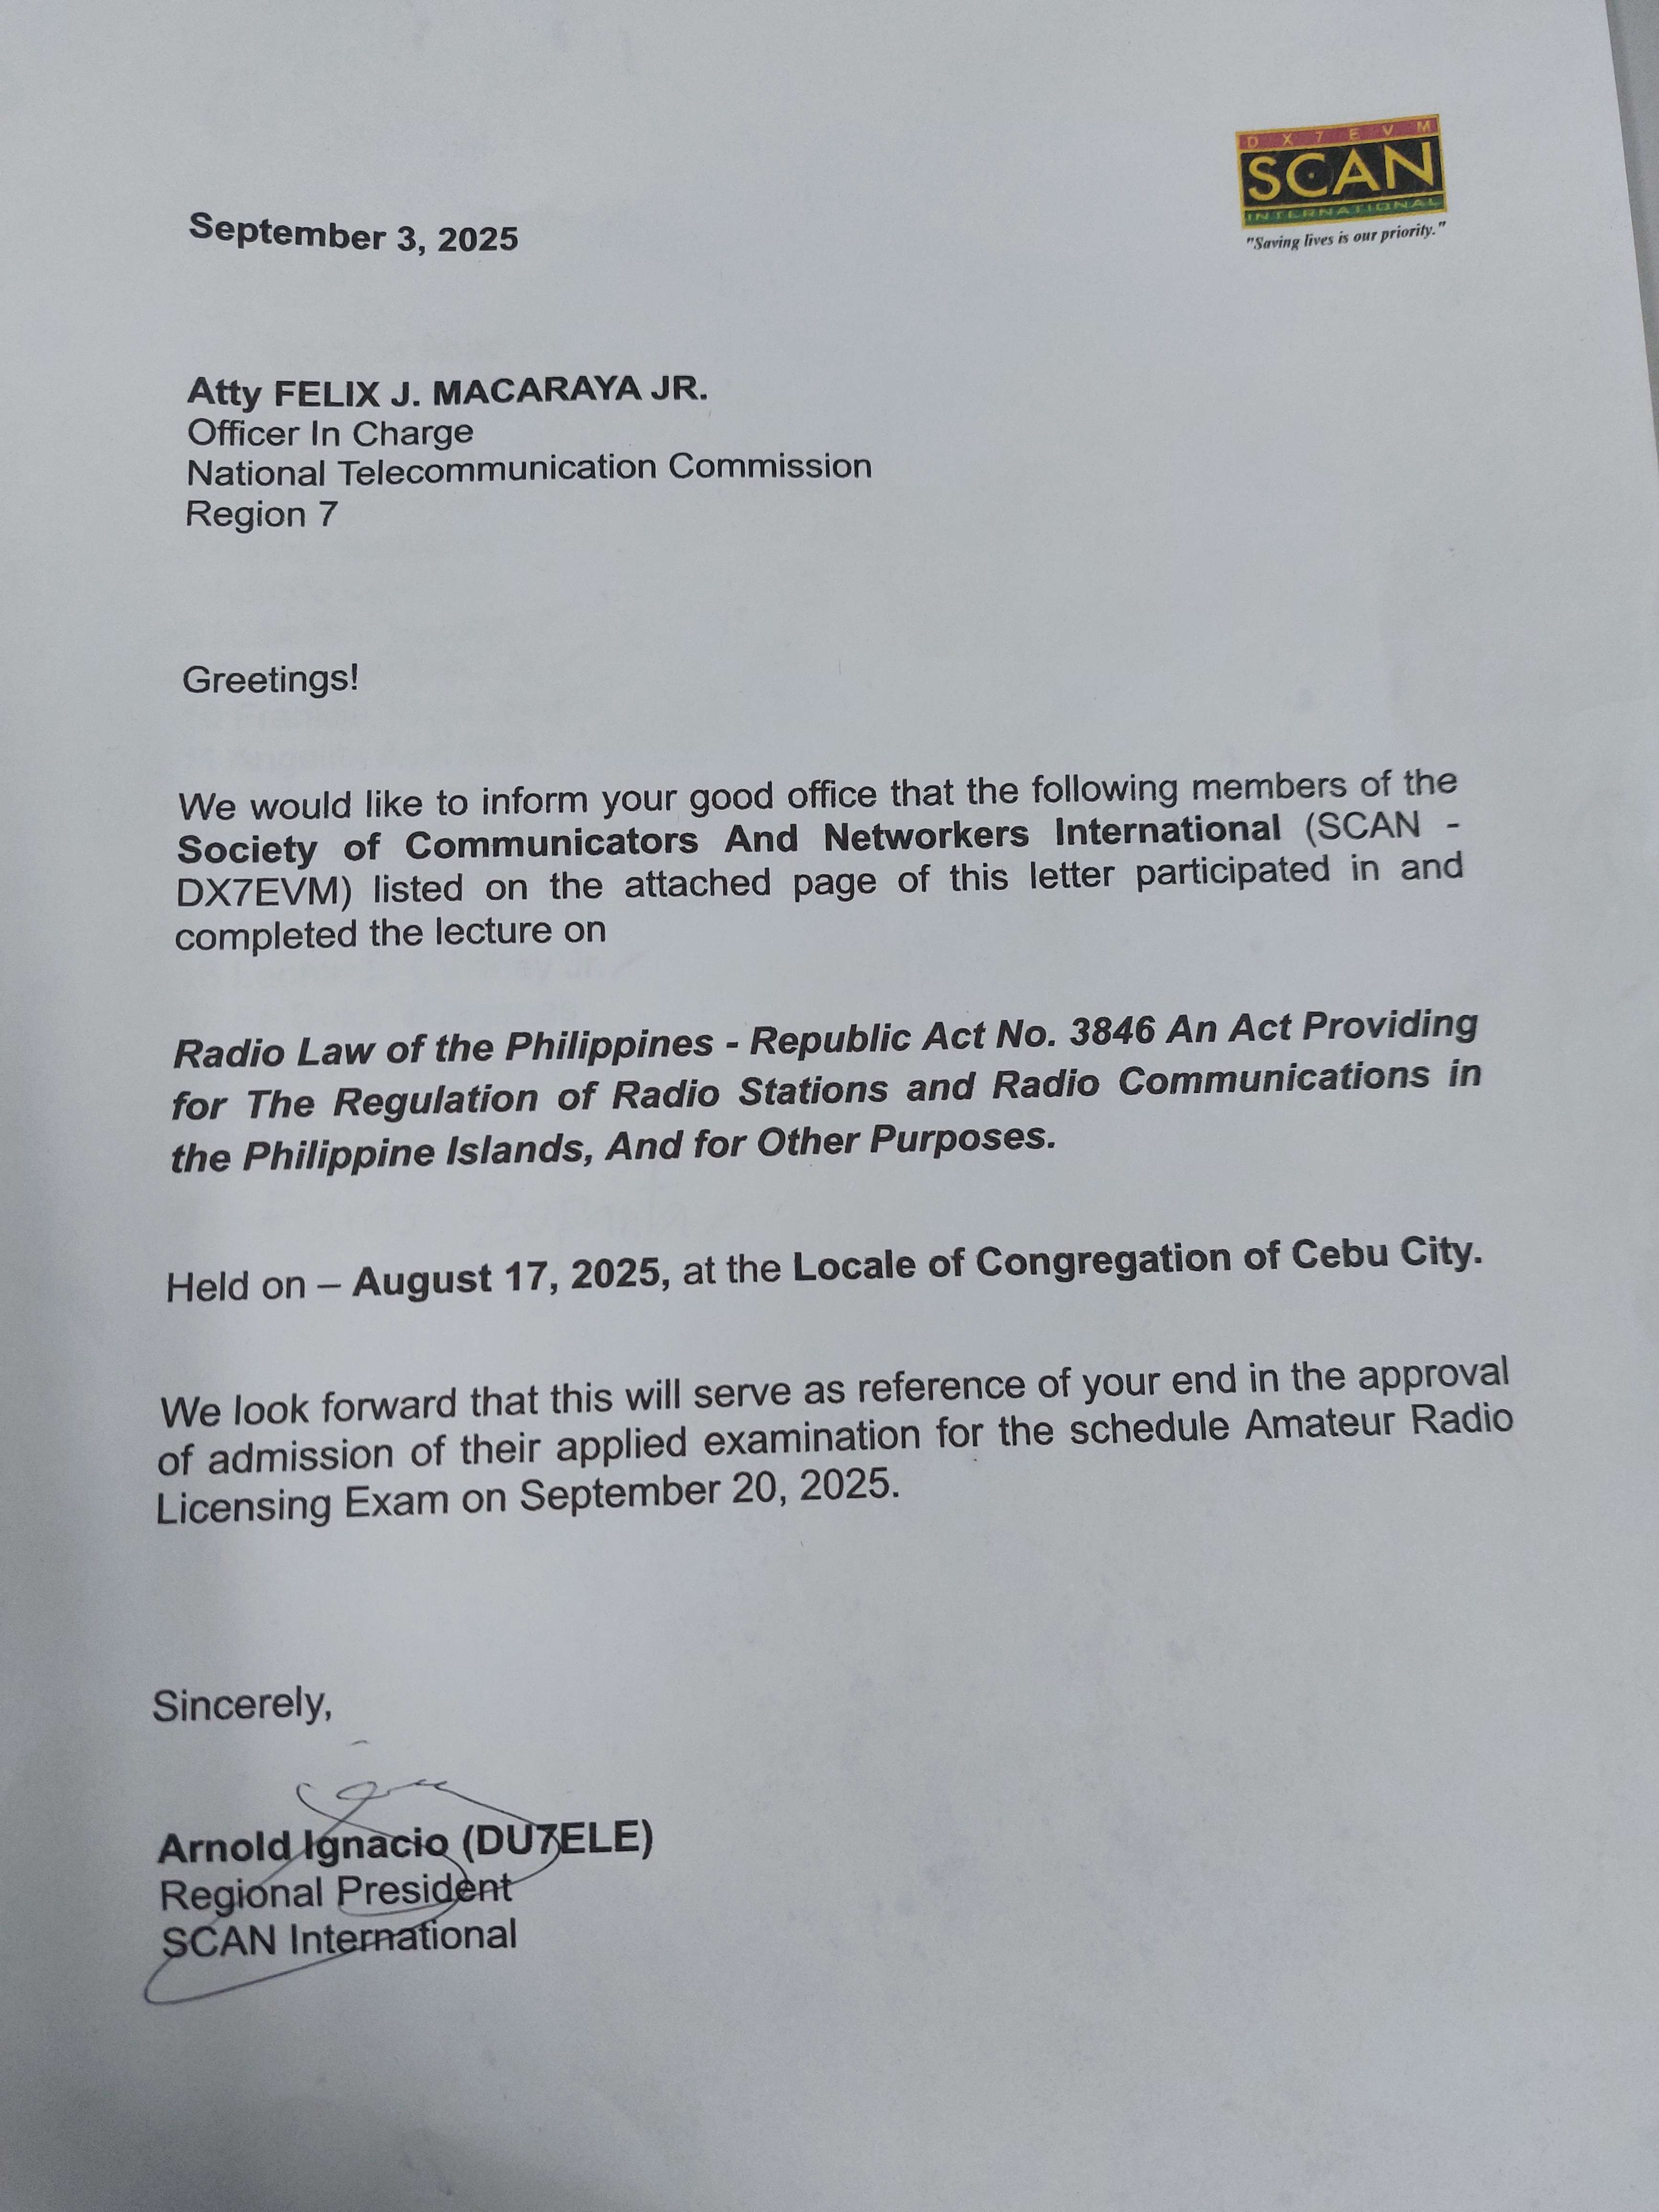 DX7EVM
SCAN
INTERNATIONAL
"Saving lives is our priority."
September 3, 2025
Atty FELIX J. MACARAYA JR.
Officer In Charge
National Telecommunication Commission
Region 7
Greetings!
We would like to inform your good office that the following members of the
Society of Communicators And Networkers International (SCAN -
DX7EVM) listed on the attached page of this letter participated in and
completed the lecture on
Radio Law of the Philippines - Republic Act No. 3846 An Act Providing
for The Regulation of Radio Stations and Radio Communications in
the Philippine Islands, And for Other Purposes.
Held on – August 17, 2025, at the Locale of Congregation of Cebu City.
We look forward that this will serve as reference of your end in the approval
of admission of their applied examination for the schedule Amateur Radio
Licensing Exam on September 20, 2025.
Sincerely,
Arnold Ignacio (DU7ELE)
Regional President
SCAN International